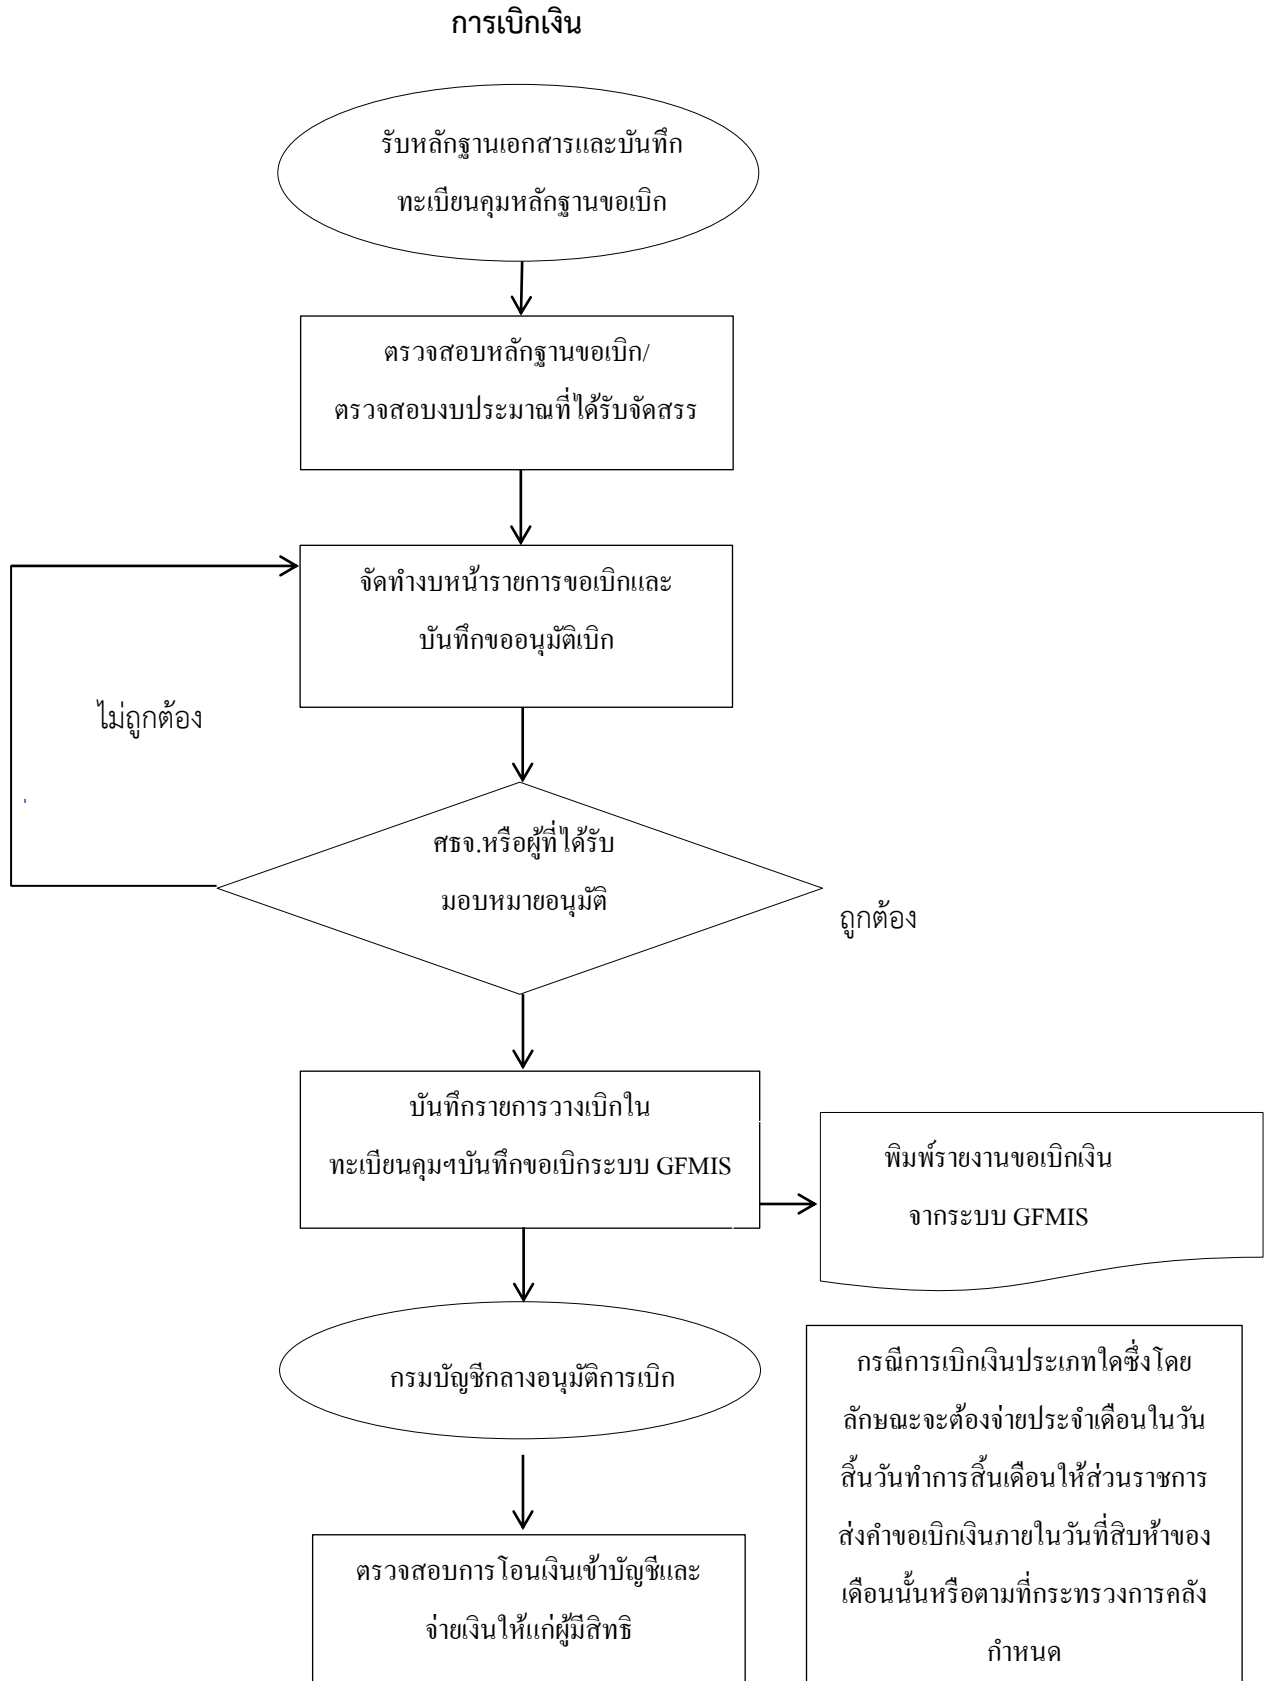 การเบิกเงิน
รับหลักฐานเอกสารและบันทึก
ทะเบียนคุมหลักฐานขอเบิก
ตรวจสอบหลักฐานขอเบิก/
ตรวจสอบงบประมาณที่ได้รับจัดสรร
จัดทำงบหน้ารายการขอเบิกและ
บันทึกขออนุมัติเบิก
ไม่ถูกต้อง
ศธจ.หรือผู้ที่ได้รับ
มอบหมายอนุมัติ
ถูกต้อง
บันทึกรายการวางเบิกใน
ทะเบียนคุมฯบันทึกขอเบิกระบบ GFMIS
พิมพ์รายงานขอเบิกเงิน
จากระบบ GFMIS
กรมบัญชีกลางอนุมัติการเบิก
ตรวจสอบการโอนเงินเข้าบัญชีและ
จ่ายเงินให้แก่ผู้มีสิทธิ
กรณีการเบิกเงินประเภทใดซึ่งโดย
ลักษณะจะต้องจ่ายประจำเดือนในวัน
สิ้นวันทำการสิ้นเดือนให้ส่วนราชการ
ส่งคำขอเบิกเงินภายในวันที่สิบห้าของ
เดือนนั้นหรือตามที่กระทรวงการคลัง
กำหนด